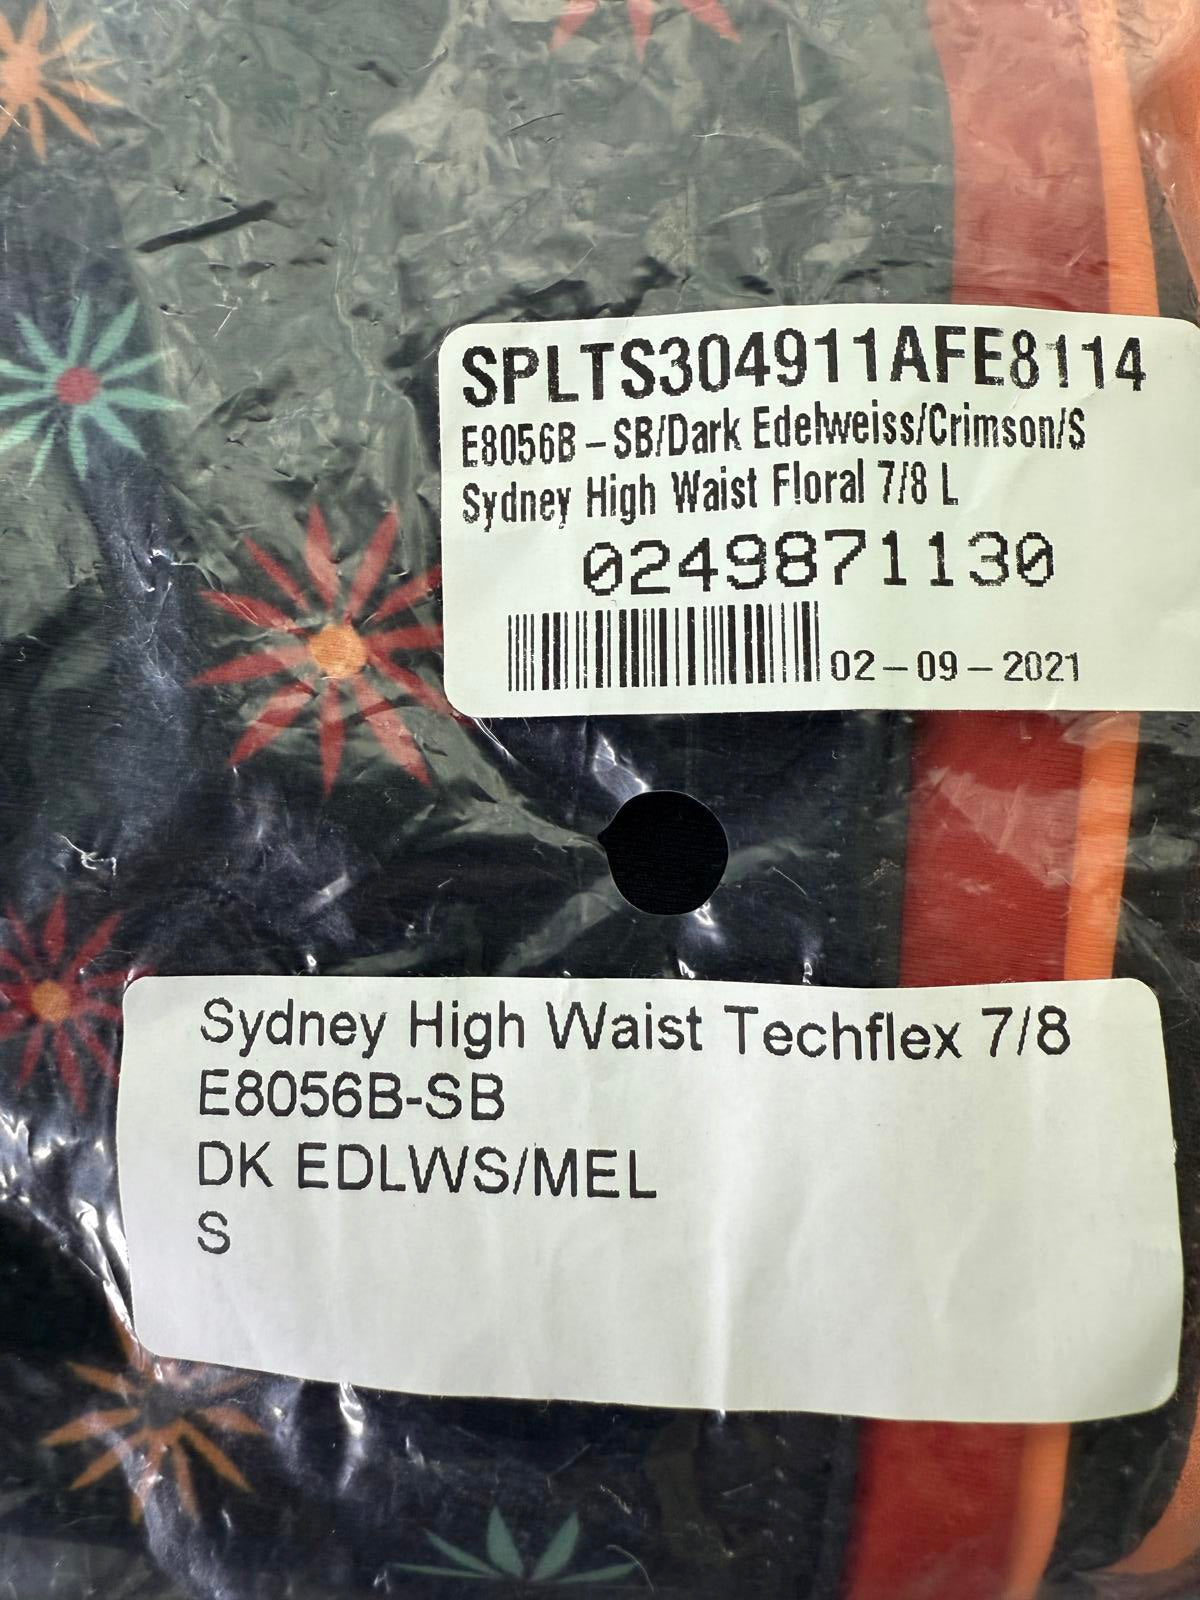 SPLTS304911AFE8114
E8056B-SB/Dark Edelweiss/Crimson/S
Sydney High Waist Floral 7/8 L
0249871130
02-09-2021
Sydney High Waist Techflex 7/8
E8056B-SB
DK EDLWS/MEL
S